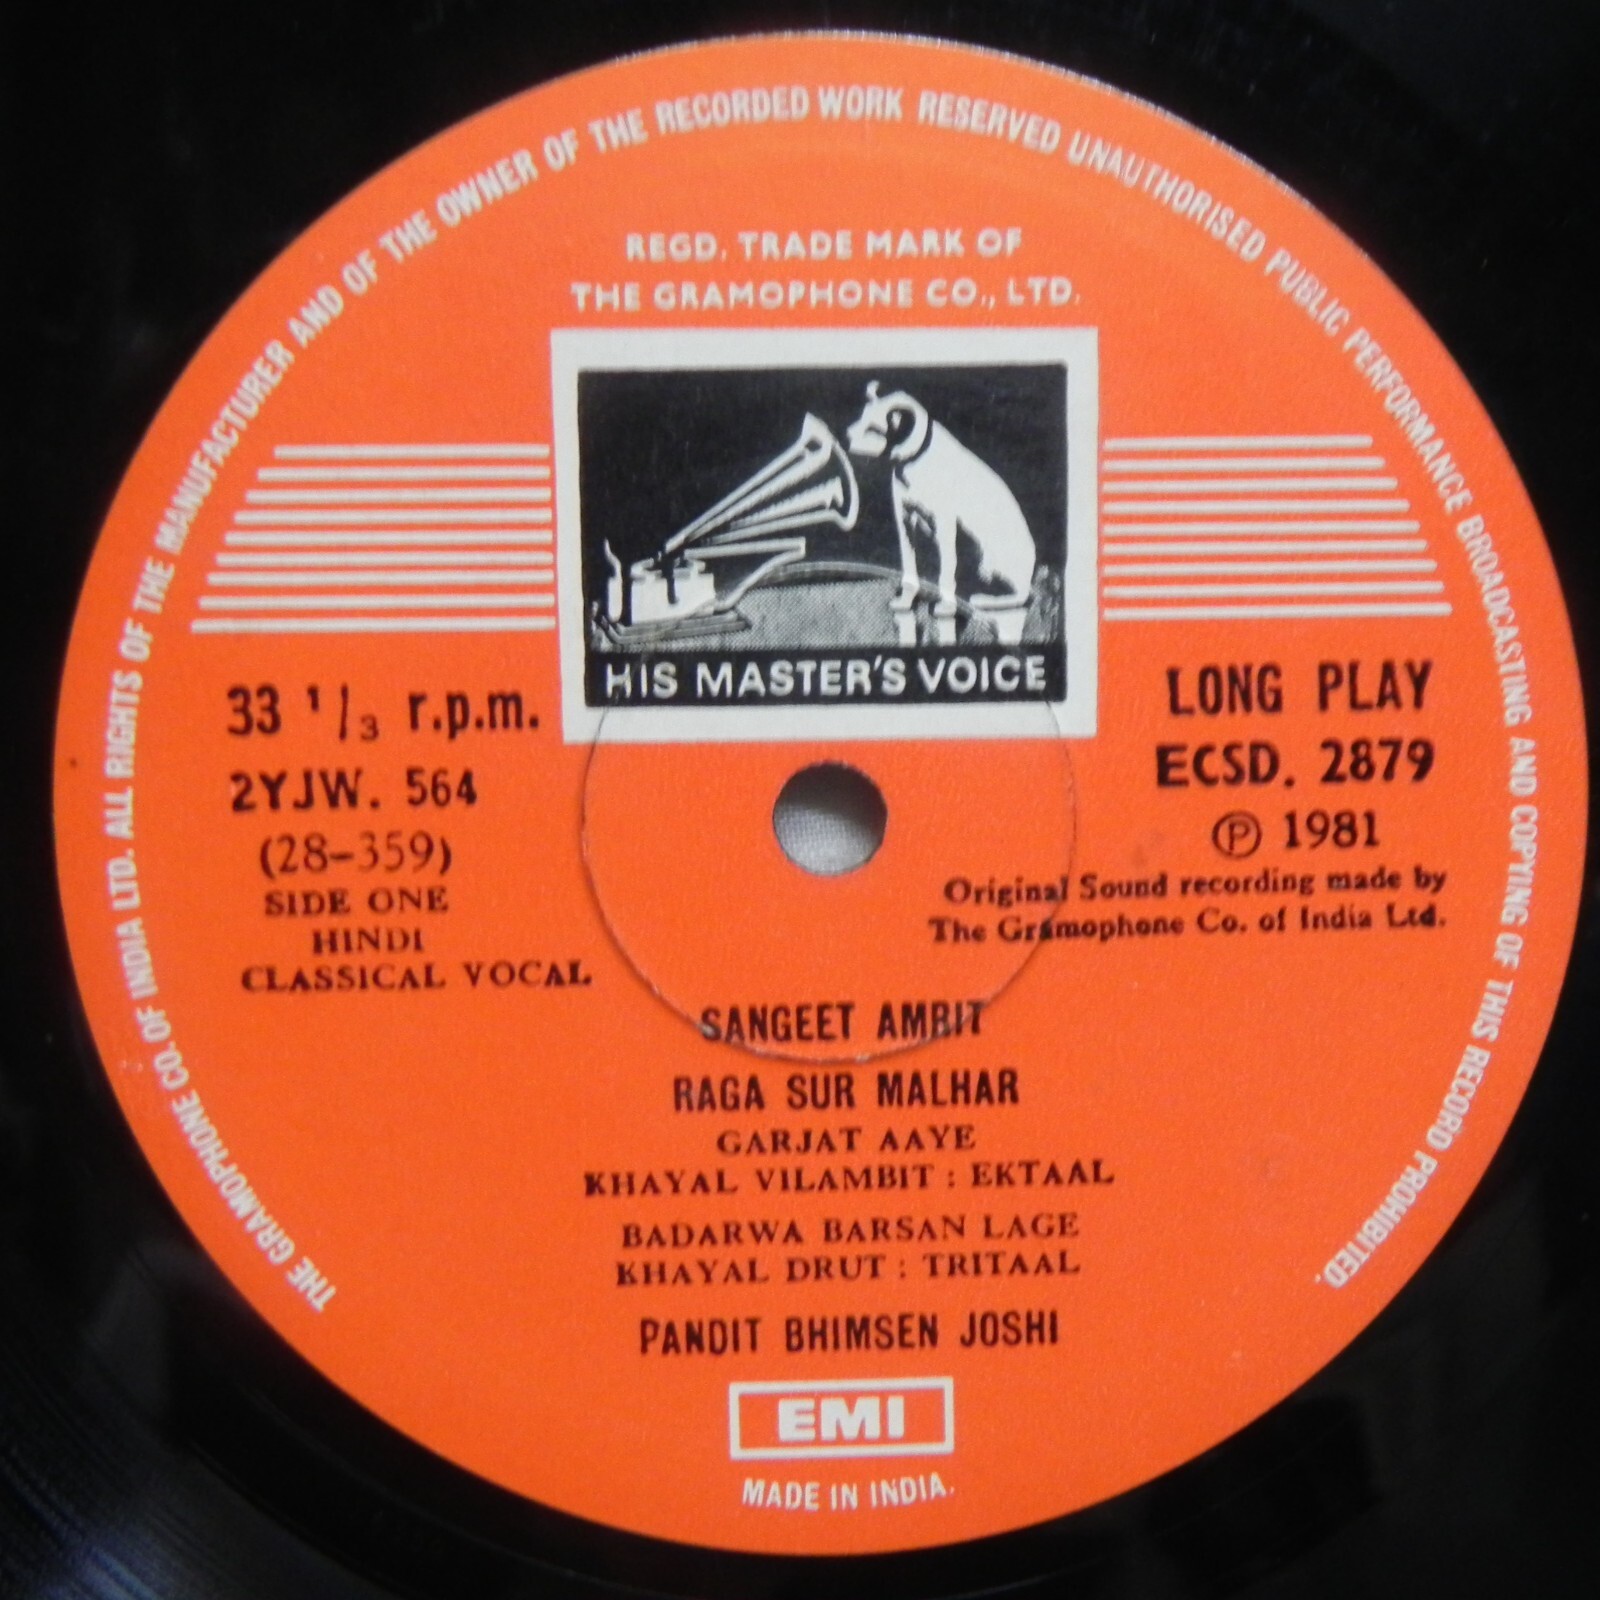 THE GRAMOPHONE CO. OF INDIA LTD. ALL RIGHTS OF THE MANUFACTURER AND OF THE OWNER OF THE RECORDED WORK RESERVED UNAUTHORISED PUBLIC PERFORMANCE BROADCASTING AND COPYING OF THIS RECORD PROHIBITED.
REGD. TRADE MARK OF
THE GRAMOPHONE CO., LTD.
HIS MASTER'S VOICE
33 1/3 r.p.m.
2YJW. 564
(28-359)
SIDE ONE
HINDI
CLASSICAL VOCAL
LONG PLAY
ECSD. 2879
Ⓟ 1981
Original Sound recording made by
The Gramophone Co. of India Ltd.
SANGEET AMBIT
RAGA SUR MALHAR
GARJAT AAYE
KHAYAL VILAMBIT : EKTAAL
BADARWA BARSAN LAGE
KHAYAL DRUT : TRITAAL
PANDIT BHIMSEN JOSHI
EMI
MADE IN INDIA.